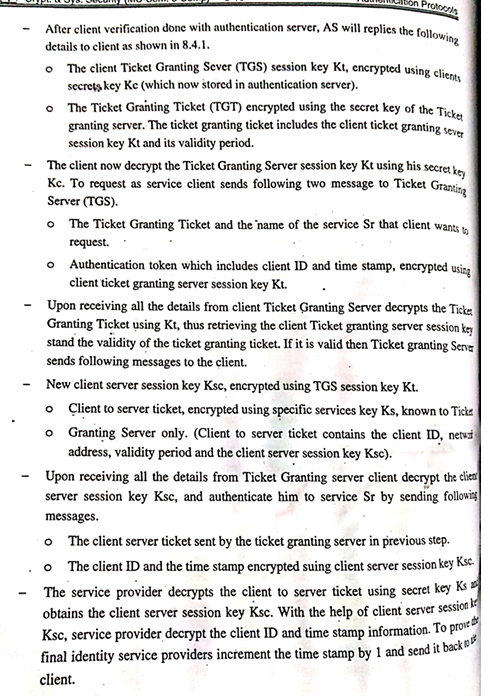 Crypt. & Sys. Security (MU-Sem. 6-Comp)
Authentication Protocols
– After client verification done with authentication server, AS will replies the following
details to client as shown in 8.4.1.
o The client Ticket Granting Sever (TGS) session key Kt, encrypted using clients
secrets key Kc (which now stored in authentication server).
o The Ticket Granting Ticket (TGT) encrypted using the secret key of the Ticket
granting server. The ticket granting ticket includes the client ticket granting sever
session key Kt and its validity period.
– The client now decrypt the Ticket Granting Server session key Kt using his secret key
Kc. To request as service client sends following two message to Ticket Granting
Server (TGS).
o The Ticket Granting Ticket and the name of the service Sr that client wants to
request.
o Authentication token which includes client ID and time stamp, encrypted using
client ticket granting server session key Kt.
– Upon receiving all the details from client Ticket Granting Server decrypts the Ticket
Granting Ticket using Kt, thus retrieving the client Ticket granting server session key
stand the validity of the ticket granting ticket. If it is valid then Ticket granting Server
sends following messages to the client.
– New client server session key Ksc, encrypted using TGS session key Kt.
o Client to server ticket, encrypted using specific services key Ks, known to Ticket
o Granting Server only. (Client to server ticket contains the client ID, network
address, validity period and the client server session key Ksc).
– Upon receiving all the details from Ticket Granting server client decrypt the client
server session key Ksc, and authenticate him to service Sr by sending following
messages.
o The client server ticket sent by the ticket granting server in previous step.
o The client ID and the time stamp encrypted suing client server session key Ksc.
– The service provider decrypts the client to server ticket using secret key Ks and
obtains the client server session key Ksc. With the help of client server session key
Ksc, service provider decrypt the client ID and time stamp information. To prove the
final identity service providers increment the time stamp by 1 and send it back to the
client.